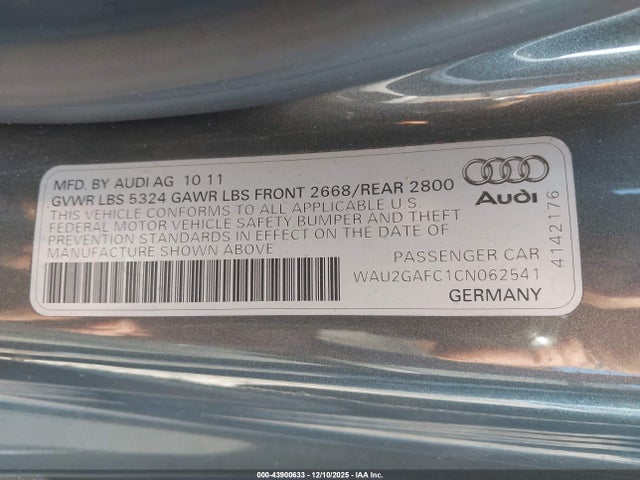 MFD. BY AUDI AG 10 11
GVWR LBS 5324 GAWR LBS FRONT 2668/REAR 2800
THIS VEHICLE CONFORMS TO ALL APPLICABLE U S
FEDERAL MOTOR VEHICLE SAFETY,BUMPER AND THEFT
PREVENTION STANDARDS IN EFFECT ON THE DATE OF
MANUFACTURE SHOWN ABOVE
Audi
4142176
PASSENGER CAR
WAU2GAFC1CN062541
GERMANY
000-43900633 - 12/10/2025 - IAA Inc.